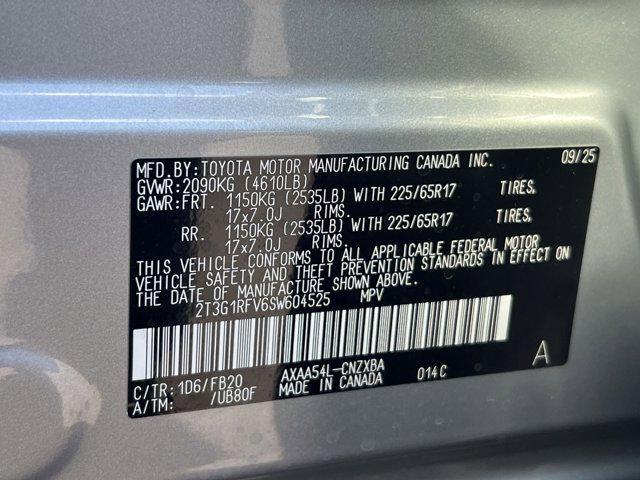 MFD.BY:TOYOTA MOTOR MANUFACTURING CANADA INC. 09/25
GVWR:2090KG (4610LB)
GAWR:FRT. 1150KG (2535LB) WITH 225/65R17 TIRES,
17x7.0J RIMS.
RR. 1150KG (2535LB) WITH 225/65R17 TIRES,
17x7.0J RIMS.
THIS VEHICLE CONFORMS TO ALL APPLICABLE FEDERAL MOTOR
VEHICLE SAFETY AND THEFT PREVENTION STANDARDS IN EFFECT ON
THE DATE OF MANUFACTURE SHOWN ABOVE.
2T3G1RFV6SW604525 MPV
C/TR:1D6/FB20 AXAA54L-CNZXBA 014C A
A/TM: /UB80F MADE IN CANADA